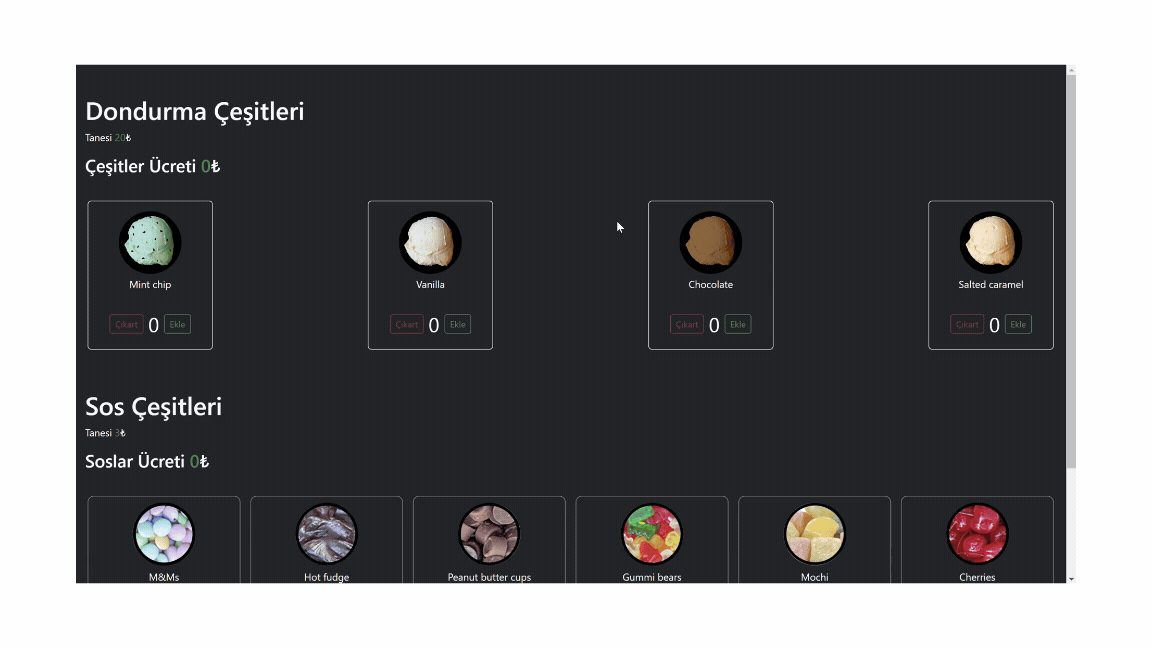 Dondurma Çeşitleri
Tanesi 20₺
Çeşitler Ücreti 0₺
Mint chip
Çıkart 0 Ekle
Vanilla
Çıkart 0 Ekle
Chocolate
Çıkart 0 Ekle
Salted caramel
Çıkart 0 Ekle
Sos Çeşitleri
Tanesi 3₺
Soslar Ücreti 0₺
M&Ms
Hot fudge
Peanut butter cups
Gummi bears
Mochi
Cherries